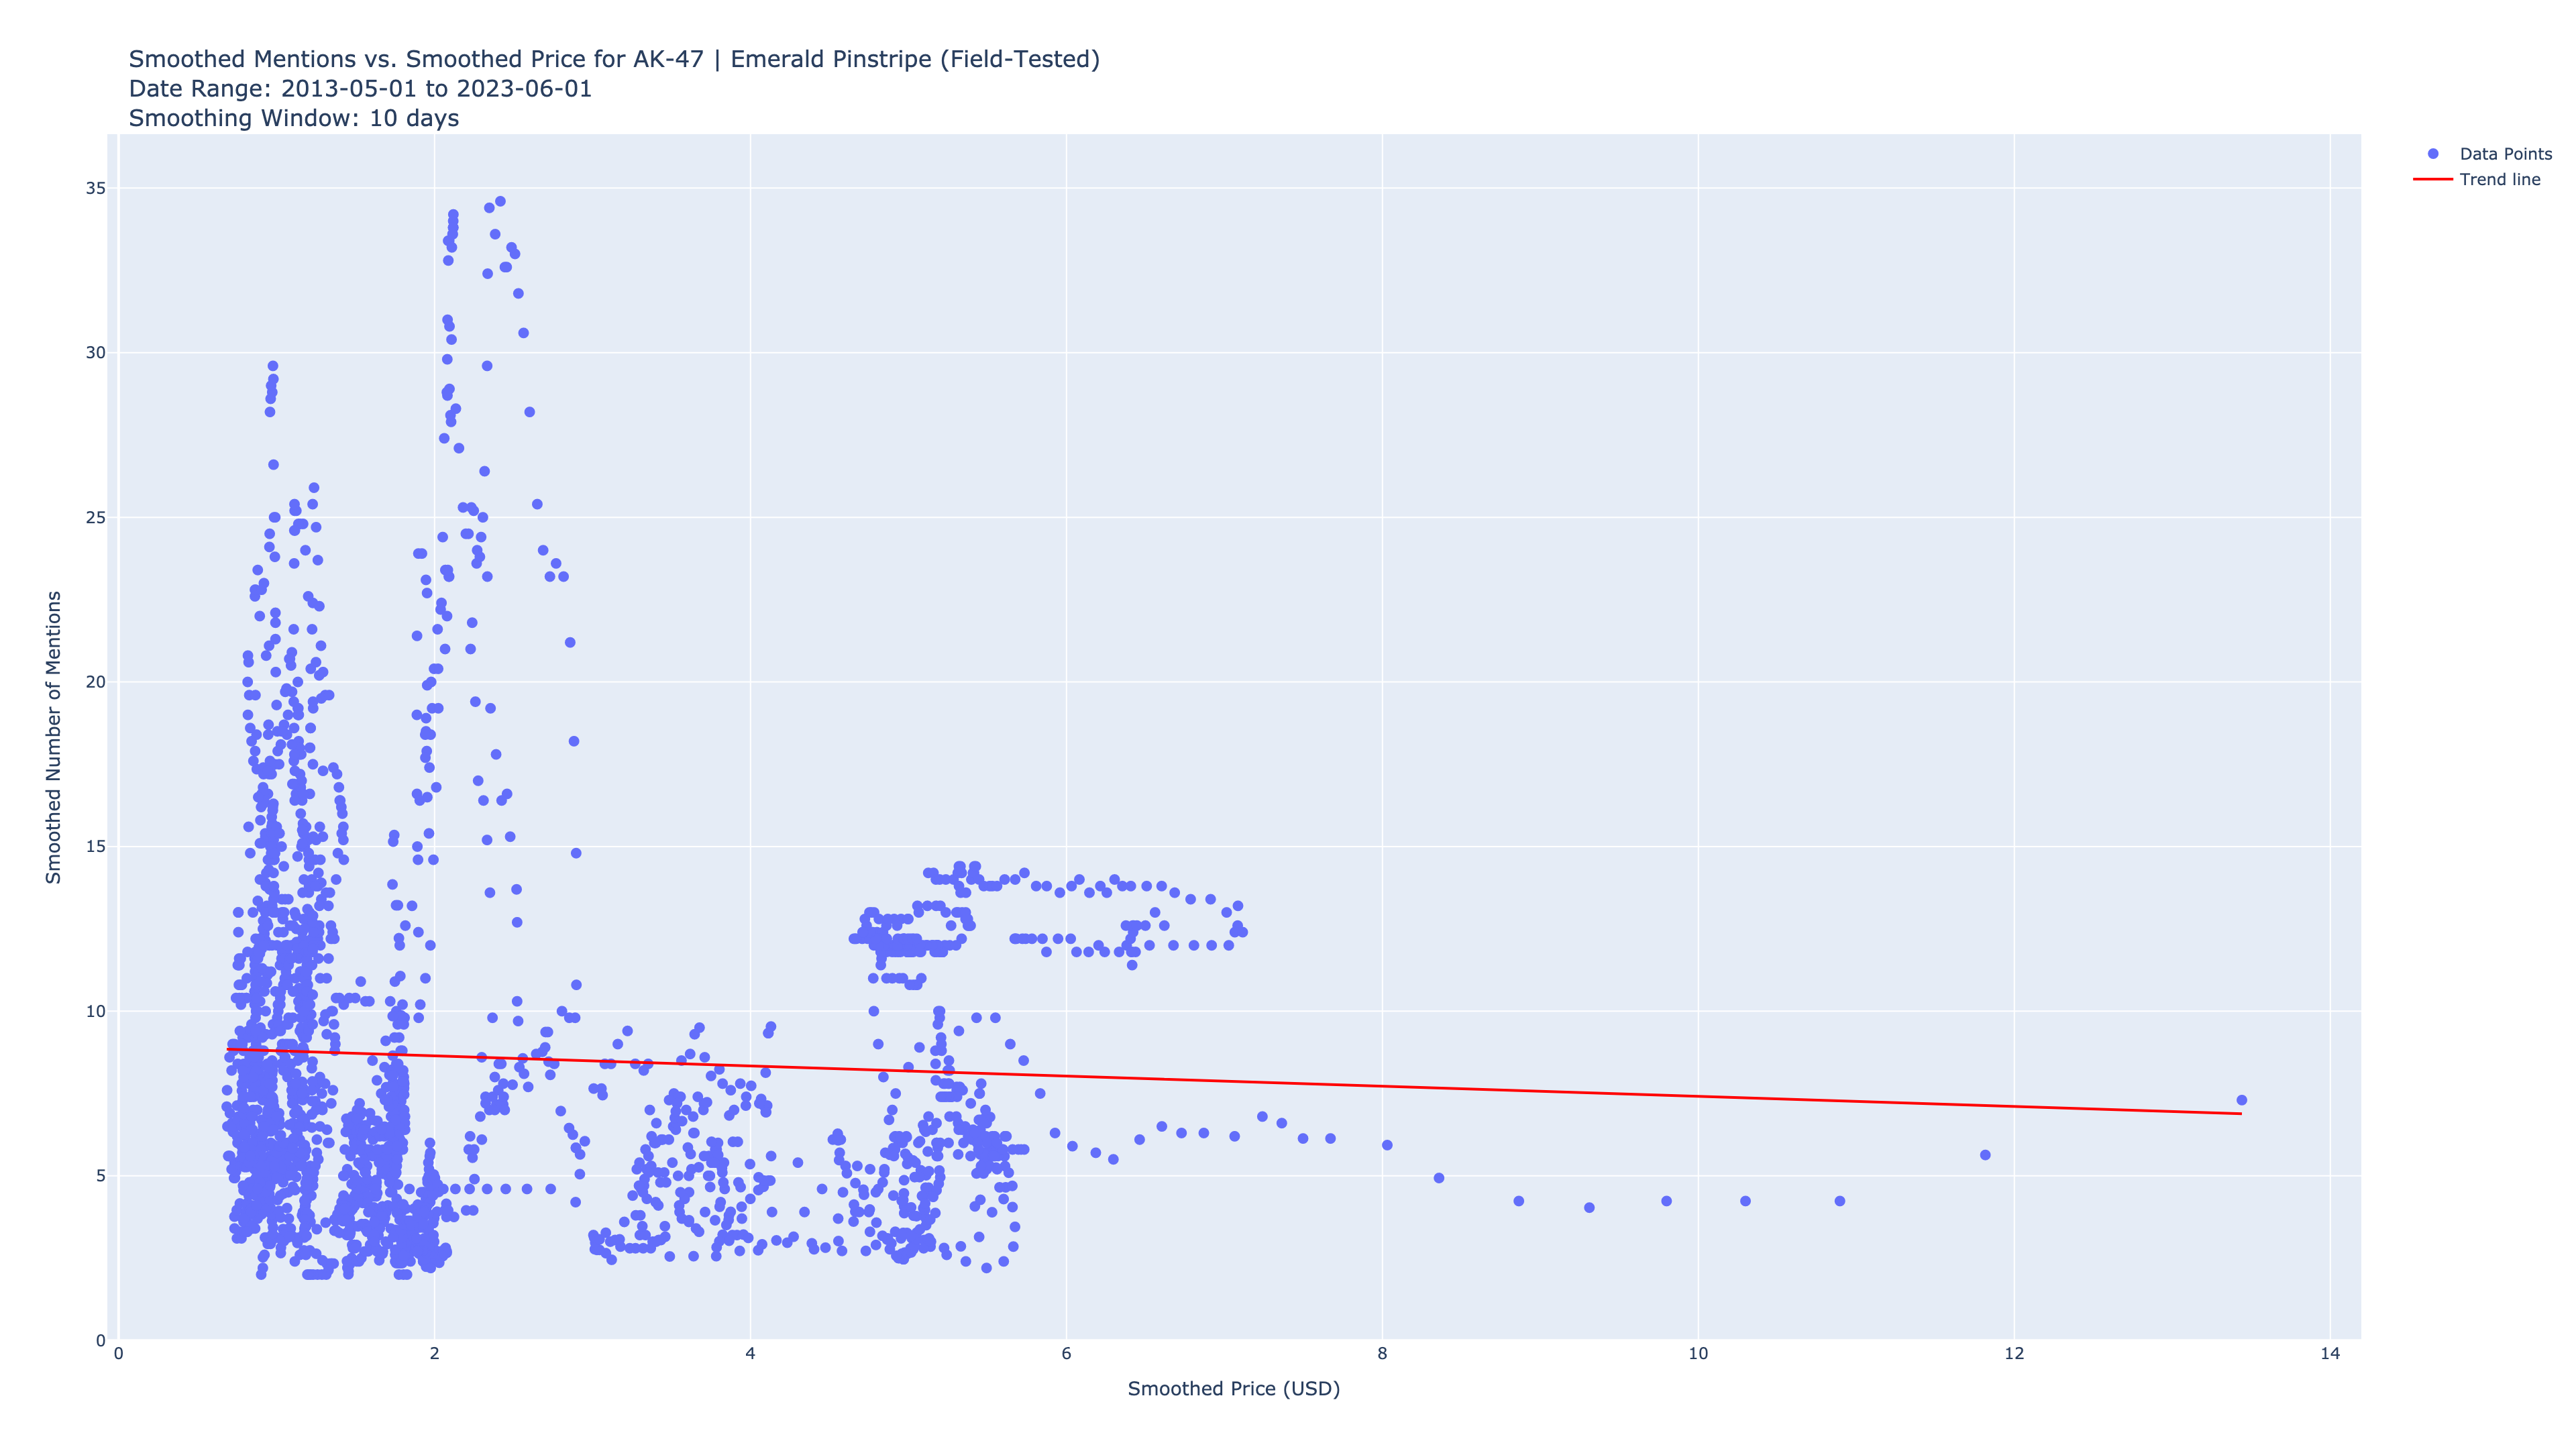 Smoothed Mentions vs. Smoothed Price for AK-47 | Emerald Pinstripe (Field-Tested)
Date Range: 2013-05-01 to 2023-06-01
Smoothing Window: 10 days
Data Points
Trend line
Smoothed Number of Mentions
35
30
25
20
15
10
5
0
0 2 4 6 8 10 12 14
Smoothed Price (USD)